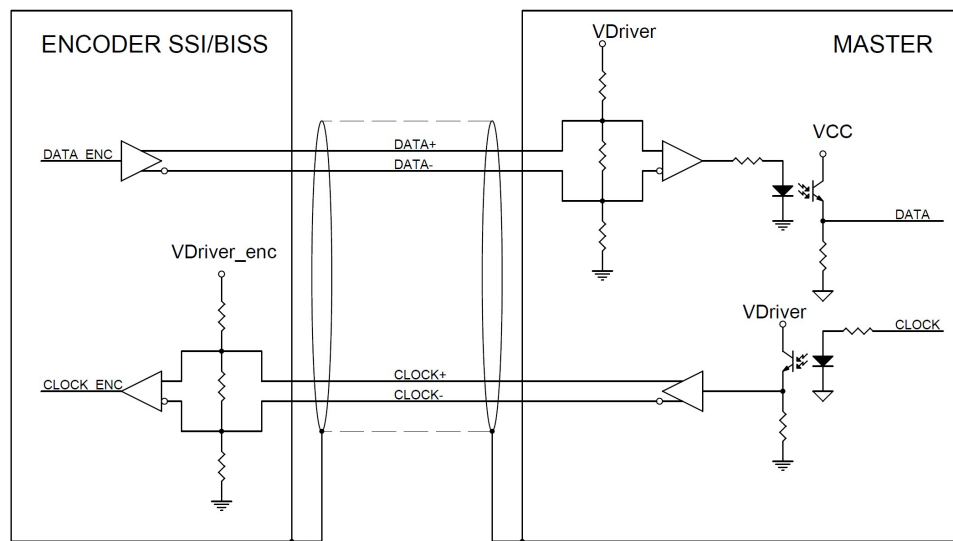 ENCODER SSI/BISS
MASTER
VDriver
VCC
DATA_ENC
DATA+
DATA-
DATA
VDriver_enc
VDriver
CLOCK
CLOCK_ENC
CLOCK+
CLOCK-